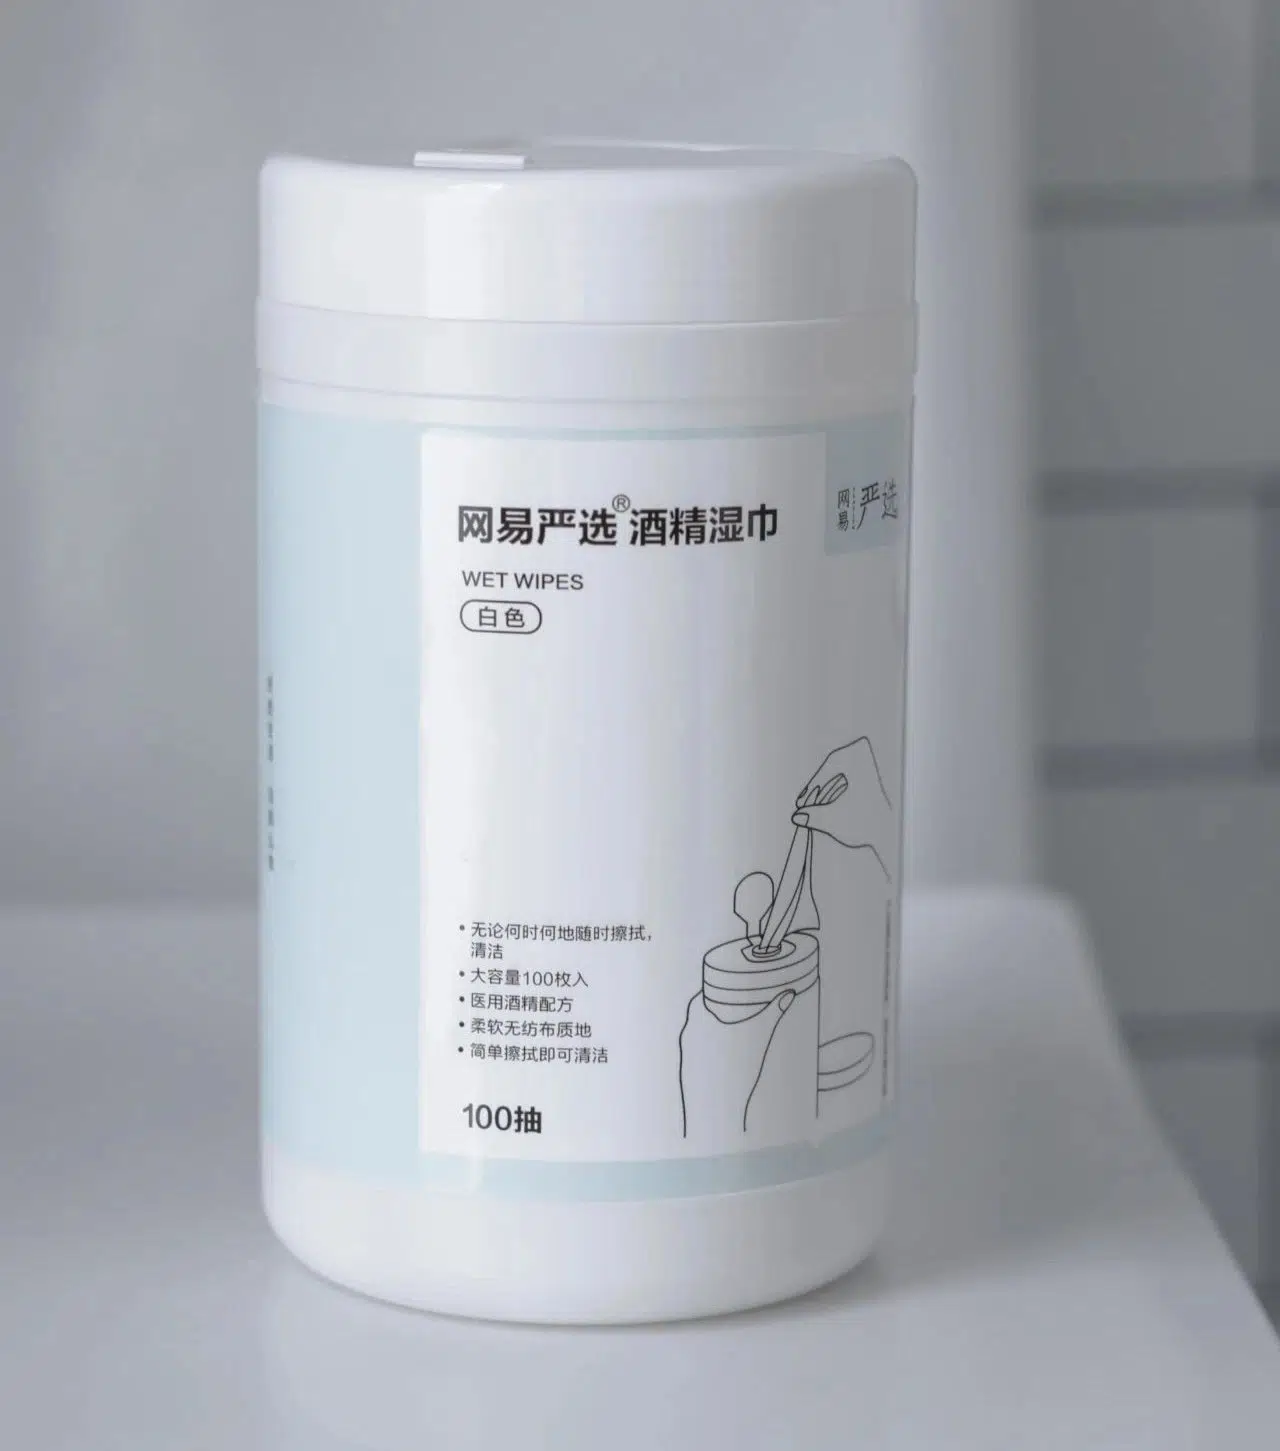 网易严选®酒精湿巾
WET WIPES
白色
网易 严选
• 无论何时何地随时擦拭，
清洁
• 大容量100枚入
• 医用酒精配方
• 柔软无纺布质地
• 简单擦拭即可清洁
100抽